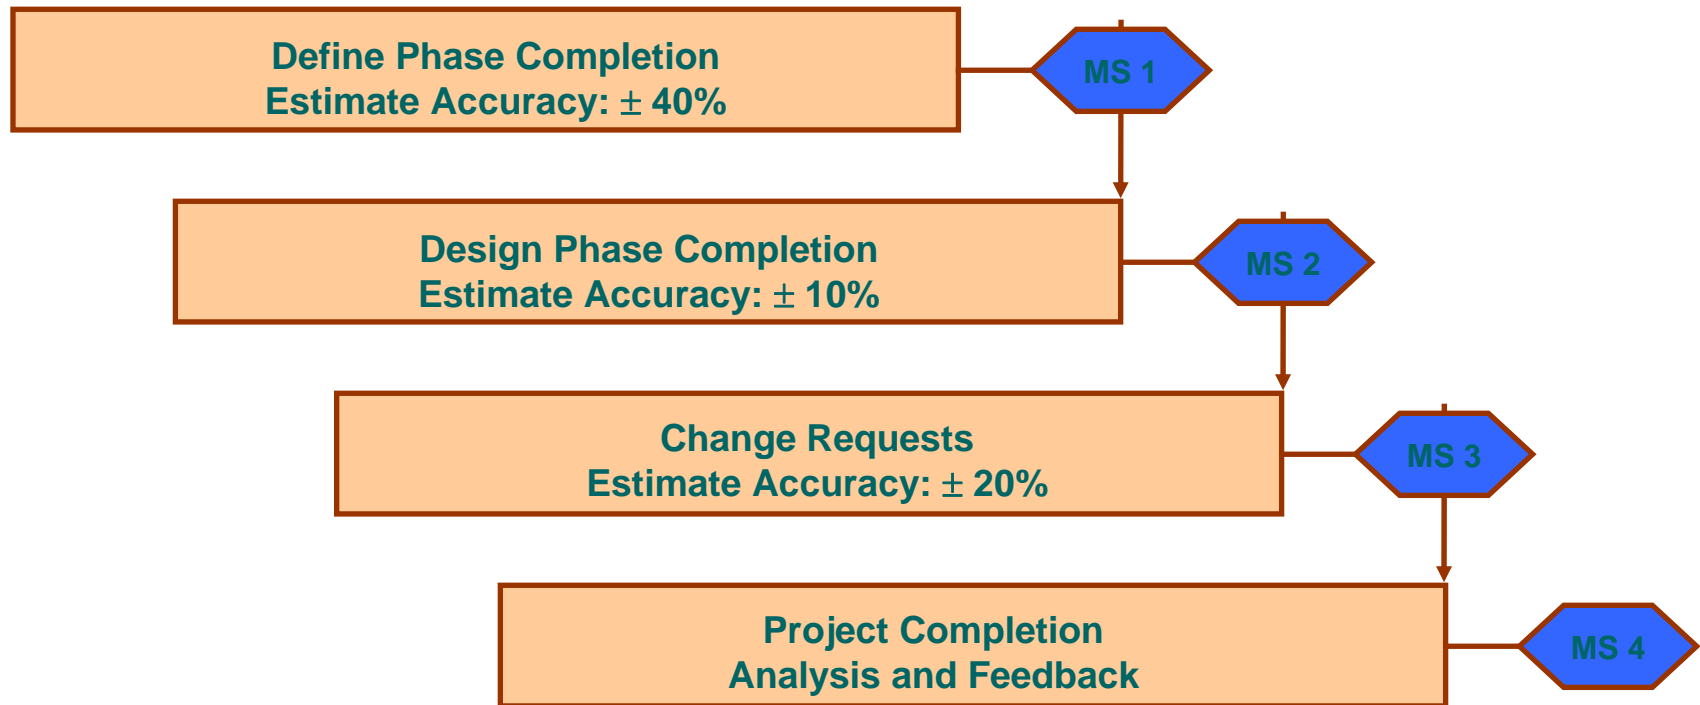 Define Phase Completion
Estimate Accuracy: ± 40%
MS 1
Design Phase Completion
Estimate Accuracy: ± 10%
MS 2
Change Requests
Estimate Accuracy: ± 20%
MS 3
Project Completion
Analysis and Feedback
MS 4